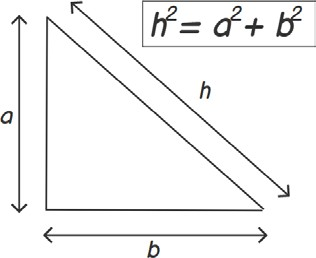 h² = a² + b²
a
h
b